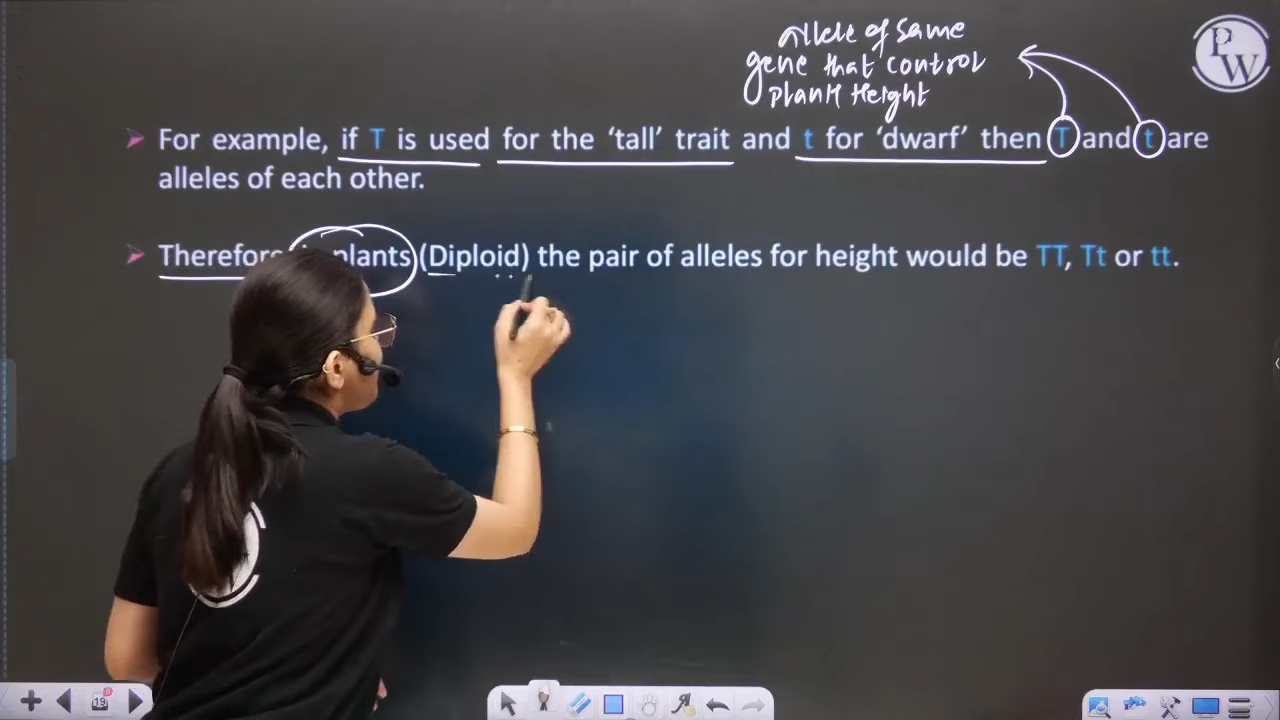 allele of same
gene that control
plant Height
PW
For example, if T is used for the ‘tall’ trait and t for ‘dwarf’ then T and t are
alleles of each other.
Therefore plants (Diploid) the pair of alleles for height would be TT, Tt or tt.
19